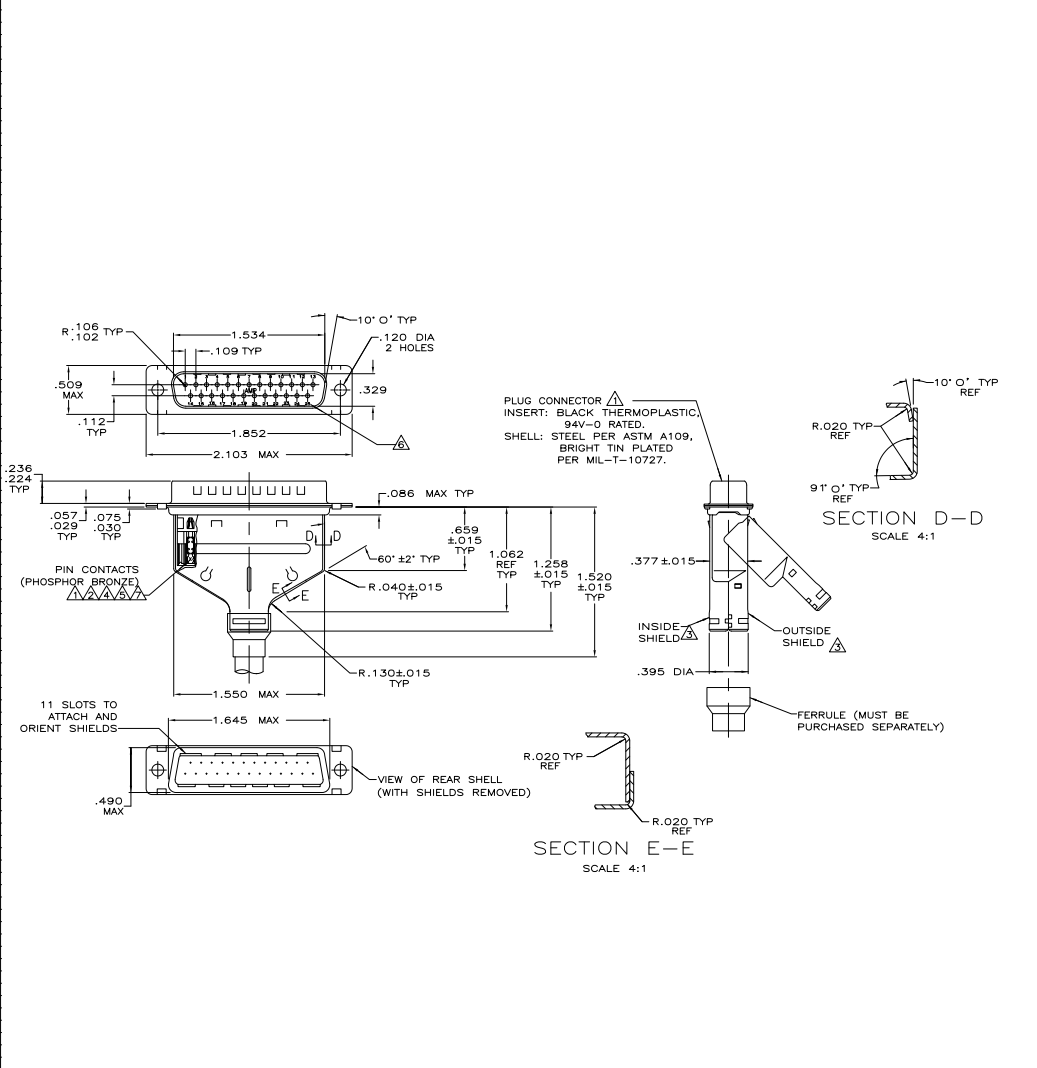 R.106
.102 TYP
1.534
10° 0' TYP
.109 TYP
.120 DIA
2 HOLES
.509
MAX
.329
AMP
.112
TYP
1.852
6
2.103 MAX
.236
.224
TYP
.086 MAX TYP
.057
.029
TYP
.075
.030
TYP
D D
.659
±.015
TYP
60° ±2° TYP
1.062
REF
TYP
1.258
±.015
TYP
1.520
±.015
TYP
PIN CONTACTS
(PHOSPHOR BRONZE)
1 2 4 5 7
R.040±.015
TYP
E E
R.130±.015
TYP
1.550 MAX
11 SLOTS TO
ATTACH AND
ORIENT SHIELDS
1.645 MAX
VIEW OF REAR SHELL
(WITH SHIELDS REMOVED)
.490
MAX
PLUG CONNECTOR 1
INSERT: BLACK THERMOPLASTIC,
94V-0 RATED.
SHELL: STEEL PER ASTM A109,
BRIGHT TIN PLATED
PER MIL-T-10727.
.377±.015
INSIDE
SHIELD 3
OUTSIDE
SHIELD 3
.395 DIA
FERRULE (MUST BE
PURCHASED SEPARATELY)
10° 0' TYP
REF
R.020 TYP
REF
91° 0' TYP
REF
SECTION D-D
SCALE 4:1
R.020 TYP
REF
R.020 TYP
REF
SECTION E-E
SCALE 4:1